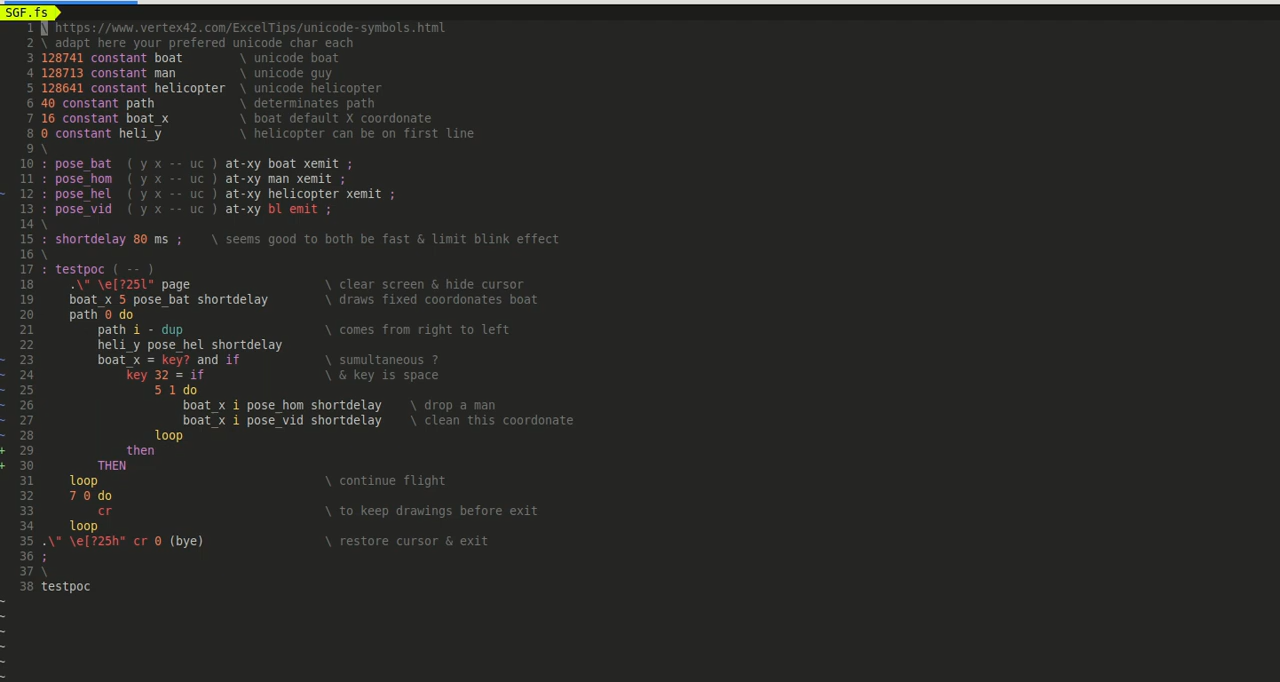 SGF.fs
1 \ https://www.vertex42.com/ExcelTips/unicode-symbols.html
2 \ adapt here your prefered unicode char each
3 128741 constant boat        \ unicode boat
4 128713 constant man         \ unicode guy
5 128641 constant helicopter  \ unicode helicopter
6 40 constant path            \ determinates path
7 16 constant boat_x          \ boat default X coordonate
8 0 constant heli_y           \ helicopter can be on first line
9 \
10 : pose_bat  ( y x -- uc ) at-xy boat xemit ;
11 : pose_hom  ( y x -- uc ) at-xy man xemit ;
~ 12 : pose_hel  ( y x -- uc ) at-xy helicopter xemit ;
13 : pose_vid  ( y x -- uc ) at-xy bl emit ;
14 \
15 : shortdelay 80 ms ;    \ seems good to both be fast & limit blink effect
16 \
17 : testpoc ( -- )
18     .\" \e[?25l" page                   \ clear screen & hide cursor
19     boat_x 5 pose_bat shortdelay        \ draws fixed coordonates boat
20     path 0 do
21         path i - dup                    \ comes from right to left
22         heli_y pose_hel shortdelay
~ 23         boat_x = key? and if            \ sumultaneous ?
~ 24             key 32 = if                 \ & key is space
~ 25                 5 1 do
~ 26                     boat_x i pose_hom shortdelay    \ drop a man
~ 27                     boat_x i pose_vid shortdelay    \ clean this coordonate
~ 28                 loop
+ 29             then
+ 30         THEN
31     loop                                \ continue flight
32     7 0 do
33         cr                              \ to keep drawings before exit
34     loop
35 .\" \e[?25h" cr 0 (bye)                 \ restore cursor & exit
36 ;
37 \
38 testpoc
~
~
~
~
~
~